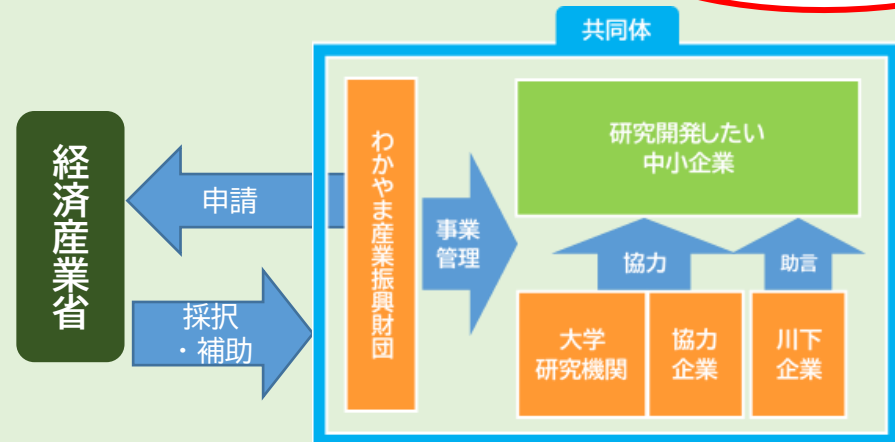 共同体
経済産業省
申請
採択
・補助
わかやま産業振興財団
事業
管理
研究開発したい
中小企業
協力
助言
大学
研究機関
協力
企業
川下
企業